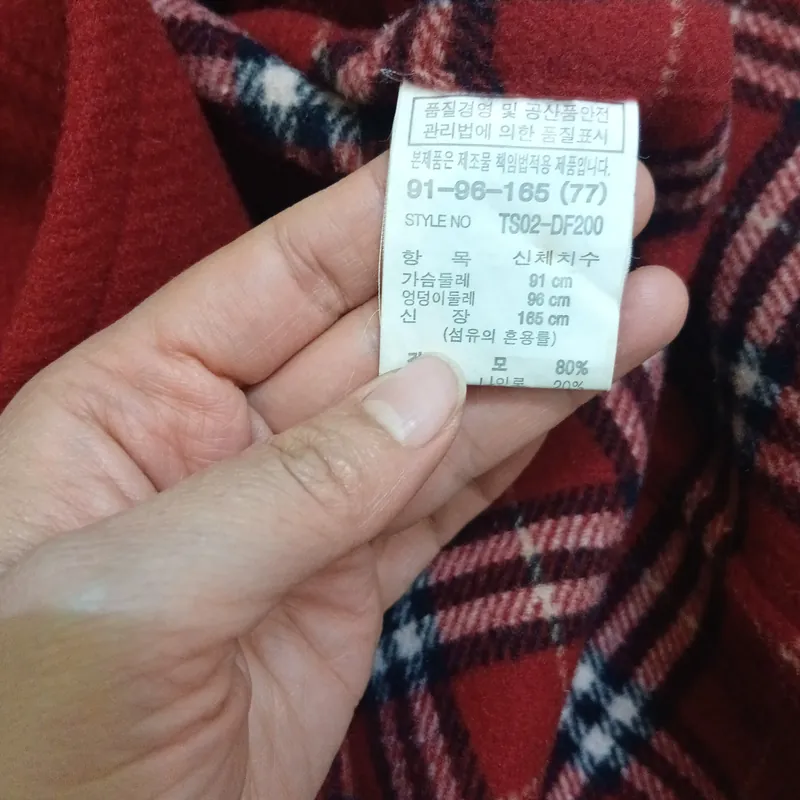 품질경영 및 공산품안전
관리법에 의한 품질표시
본제품은 제조물 책임법적용 제품입니다.
91-96-165 (77)
STYLE NO TS02-DF200
항 목 신체치수
가슴둘레 91 cm
엉덩이둘레 96 cm
신 장 165 cm
(섬유의 혼용률)
모 80%
나일론 20%